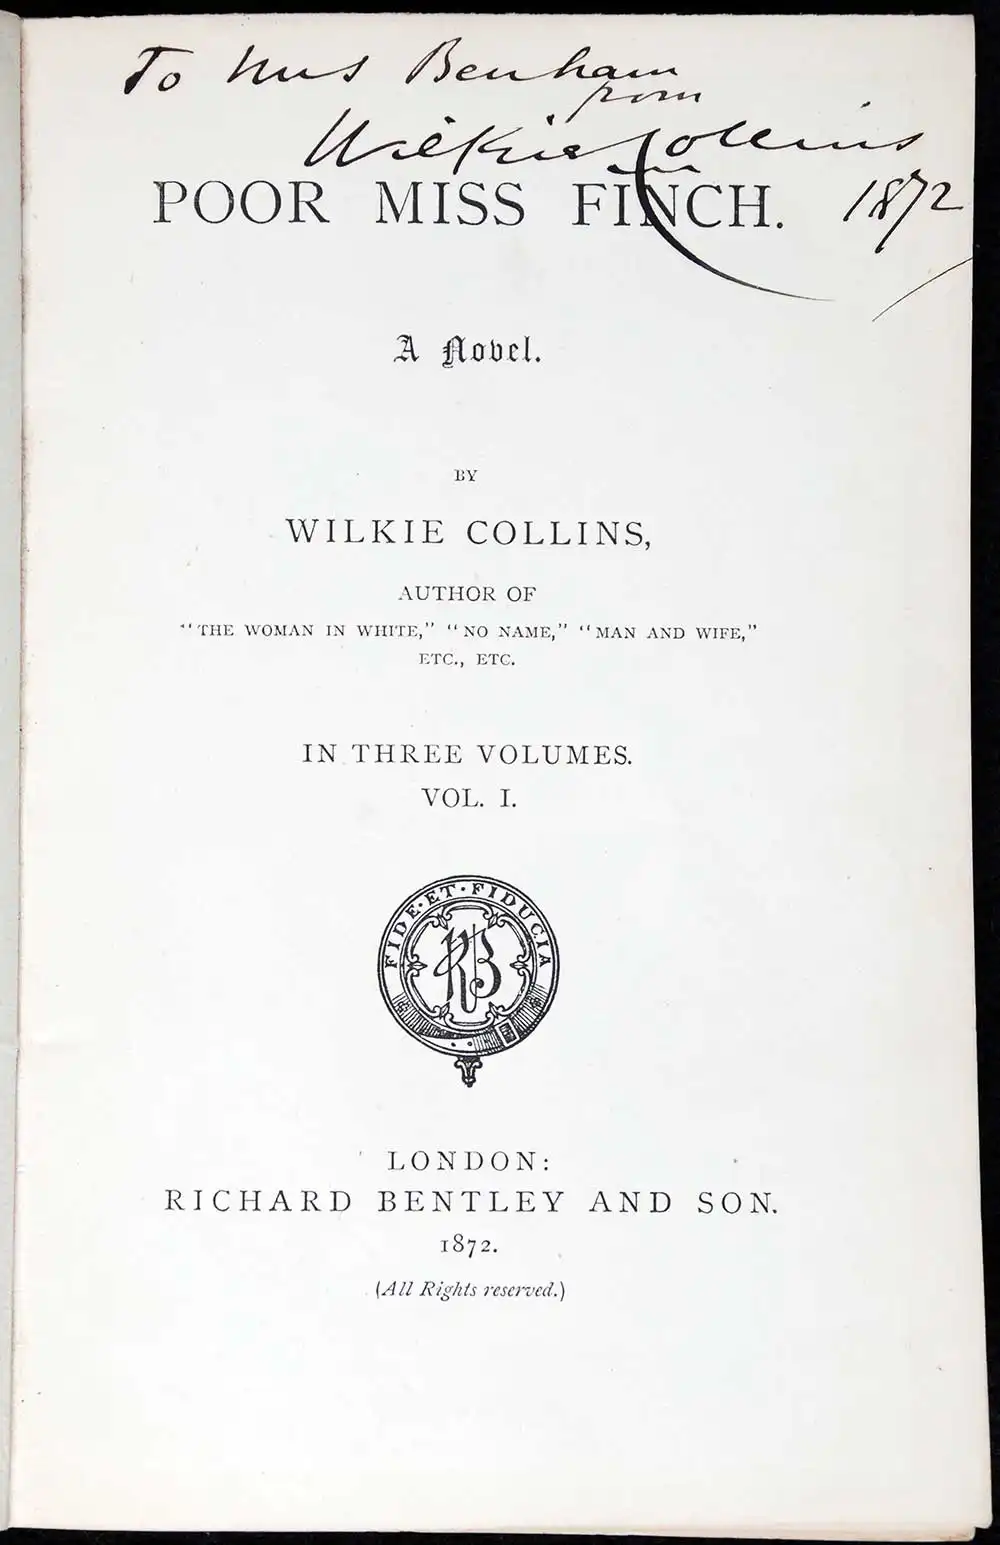 To Mrs Benham
from
Wilkie Collins
1872
POOR MISS FINCH.
A Novel.
BY
WILKIE COLLINS,
AUTHOR OF
"THE WOMAN IN WHITE," "NO NAME," "MAN AND WIFE,"
ETC., ETC.
IN THREE VOLUMES.
VOL. I.
FIDE·ET·FIDUCIA
RB
LONDON:
RICHARD BENTLEY AND SON.
1872.
(All Rights reserved.)